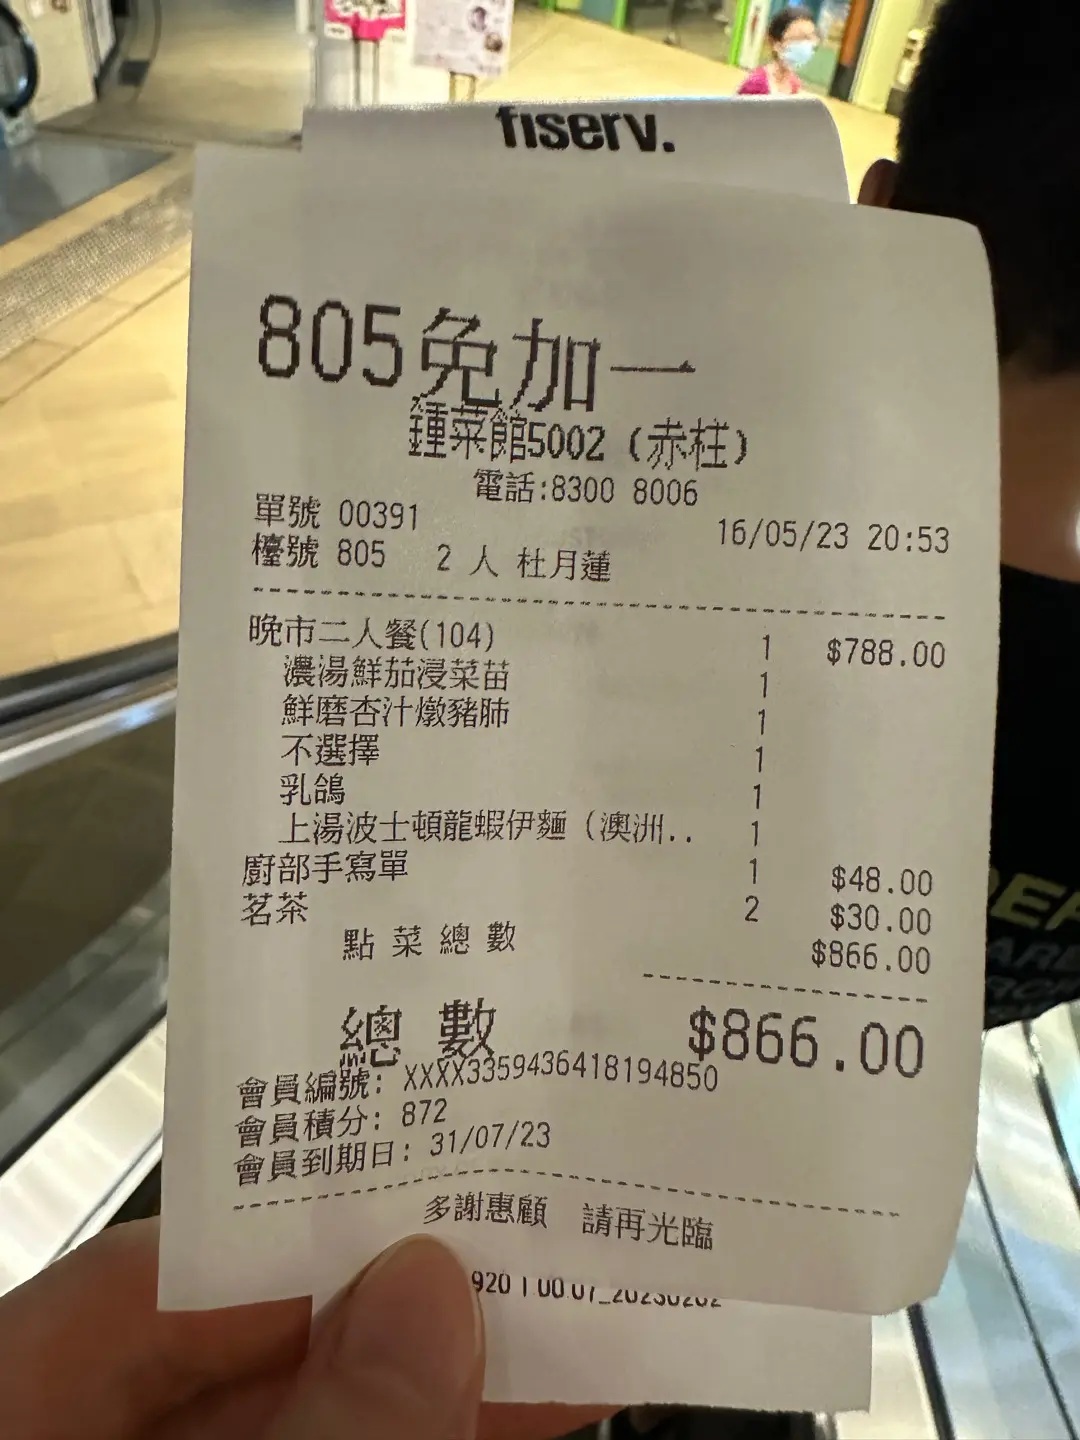 fiserv.
805免加一
鍾菜館5002 (赤柱)
電話:8300 8006
單號 00391 16/05/23 20:53
檯號 805 2 人 杜月蓮
晚市二人餐(104) 1 $788.00
濃湯鮮茄浸菜苗 1
鮮磨杏汁燉豬肺 1
不選擇 1
乳鴿 1
上湯波士頓龍蝦伊麵 (澳洲.. 1
廚部手寫單 1 $48.00
茗茶 2 $30.00
點菜總數 $866.00
總數 $866.00
會員編號: XXXX3359436418194850
會員積分: 872
會員到期日: 31/07/23
多謝惠顧 請再光臨